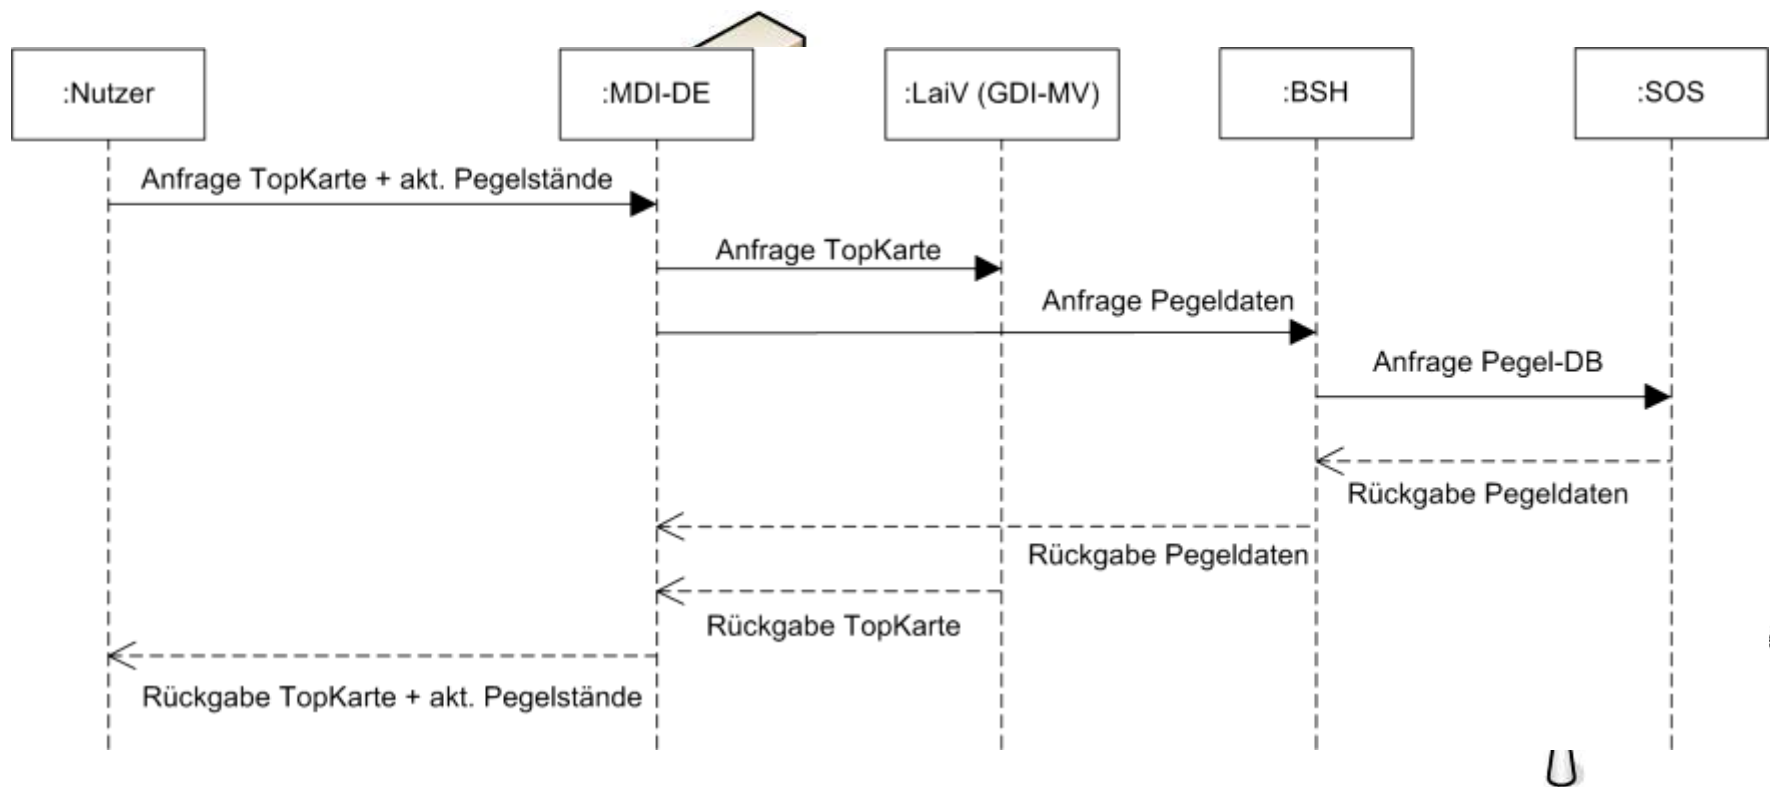 :Nutzer
:MDI-DE
:LaiV (GDI-MV)
:BSH
:SOS
Anfrage TopKarte + akt. Pegelstände
Anfrage TopKarte
Anfrage Pegeldaten
Anfrage Pegel-DB
Rückgabe Pegeldaten
Rückgabe Pegeldaten
Rückgabe TopKarte
Rückgabe TopKarte + akt. Pegelstände